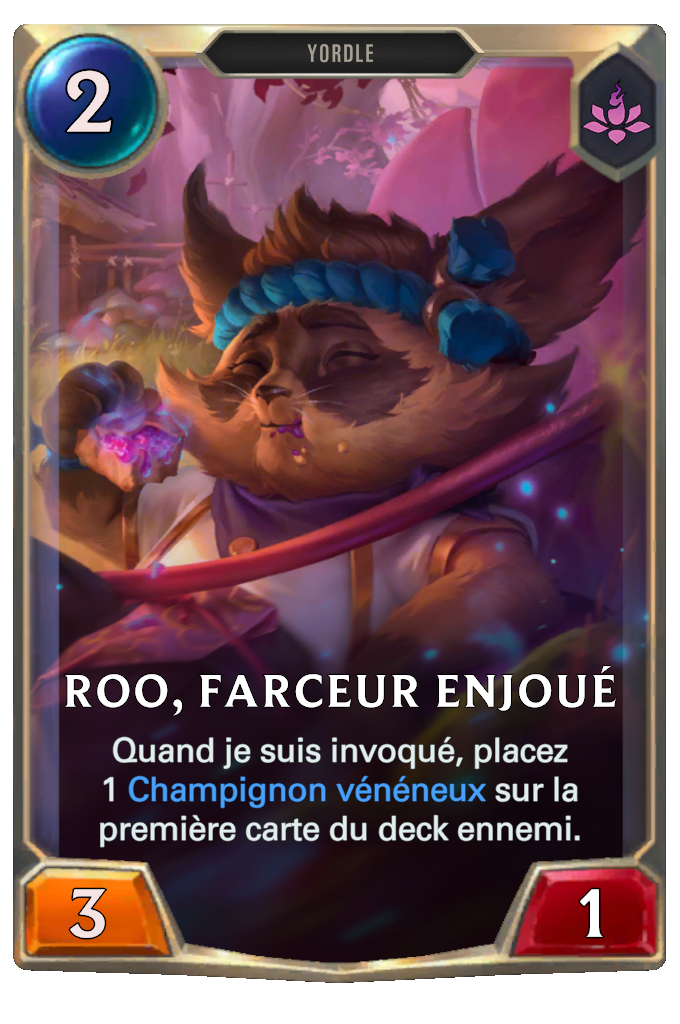 YORDLE
2
ROO, FARCEUR ENJOUÉ
Quand je suis invoqué, placez
1 Champignon vénéneux sur la
première carte du deck ennemi.
3
1